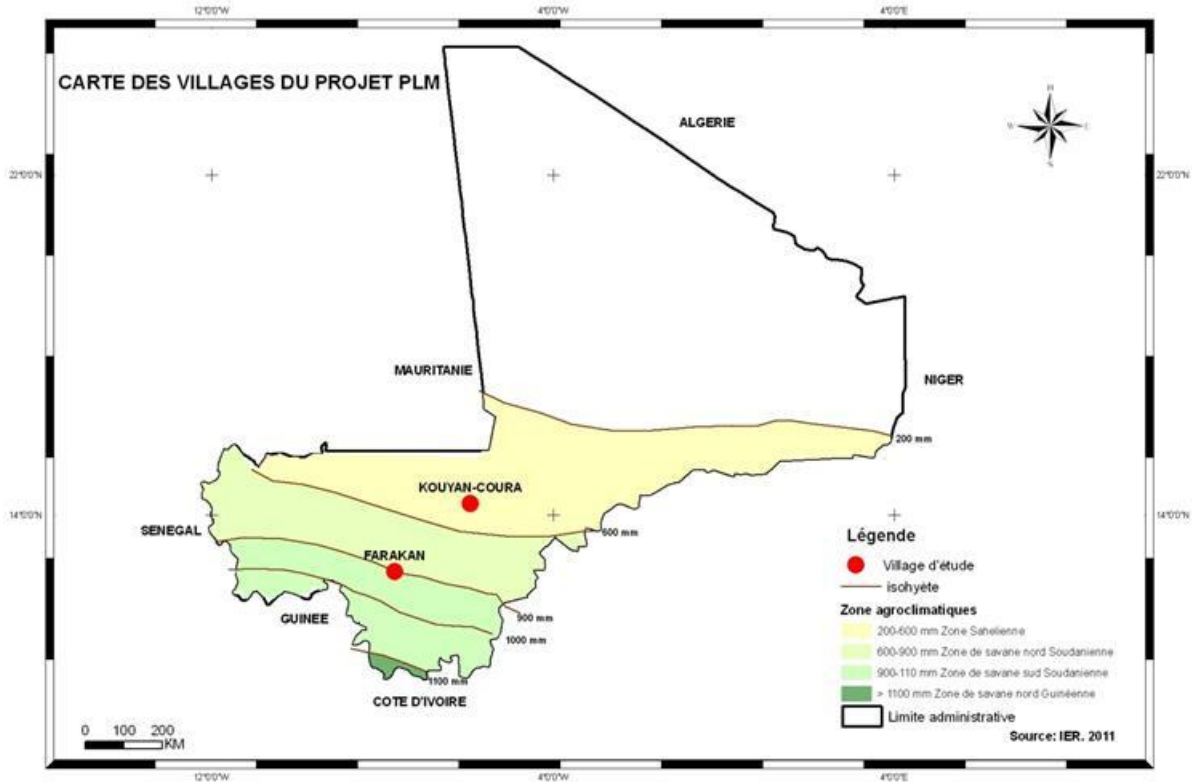 12°0'0"W 4°0'0"W 4°0'0"E
CARTE DES VILLAGES DU PROJET PLM
N
W E
S
ALGERIE
22°0'0"N 22°0'0"N
MAURITANIE
NIGER
200 mm
KOUYAN-COURA
14°0'0"N 14°0'0"N
SENEGAL
600 mm
FARAKAN
GUINEE
900 mm
1000 mm
1100 mm
COTE D'IVOIRE
Légende
Village d'étude
isohyète
Zone agroclimatiques
200-600 mm Zone Sahelienne
600-900 mm Zone de savane nord Soudanienne
900-110 mm Zone de savane sud Soudanienne
> 1100 mm Zone de savane nord Guinéenne
Limite administrative
Source: IER. 2011
0 100 200
KM
12°0'0"W 4°0'0"W 4°0'0"E